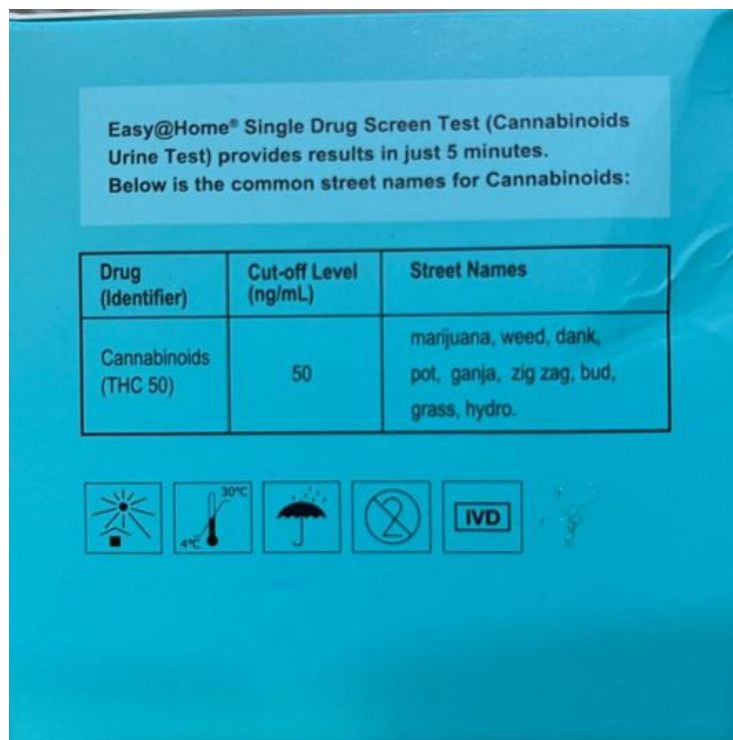 Easy@Home® Single Drug Screen Test (Cannabinoids
Urine Test) provides results in just 5 minutes.
Below is the common street names for Cannabinoids:
Drug
(Identifier)
Cut-off Level
(ng/mL)
Street Names
Cannabinoids
(THC 50)
50
marijuana, weed, dank,
pot, ganja, zig zag, bud,
grass, hydro.
30°C
4°C
2
IVD